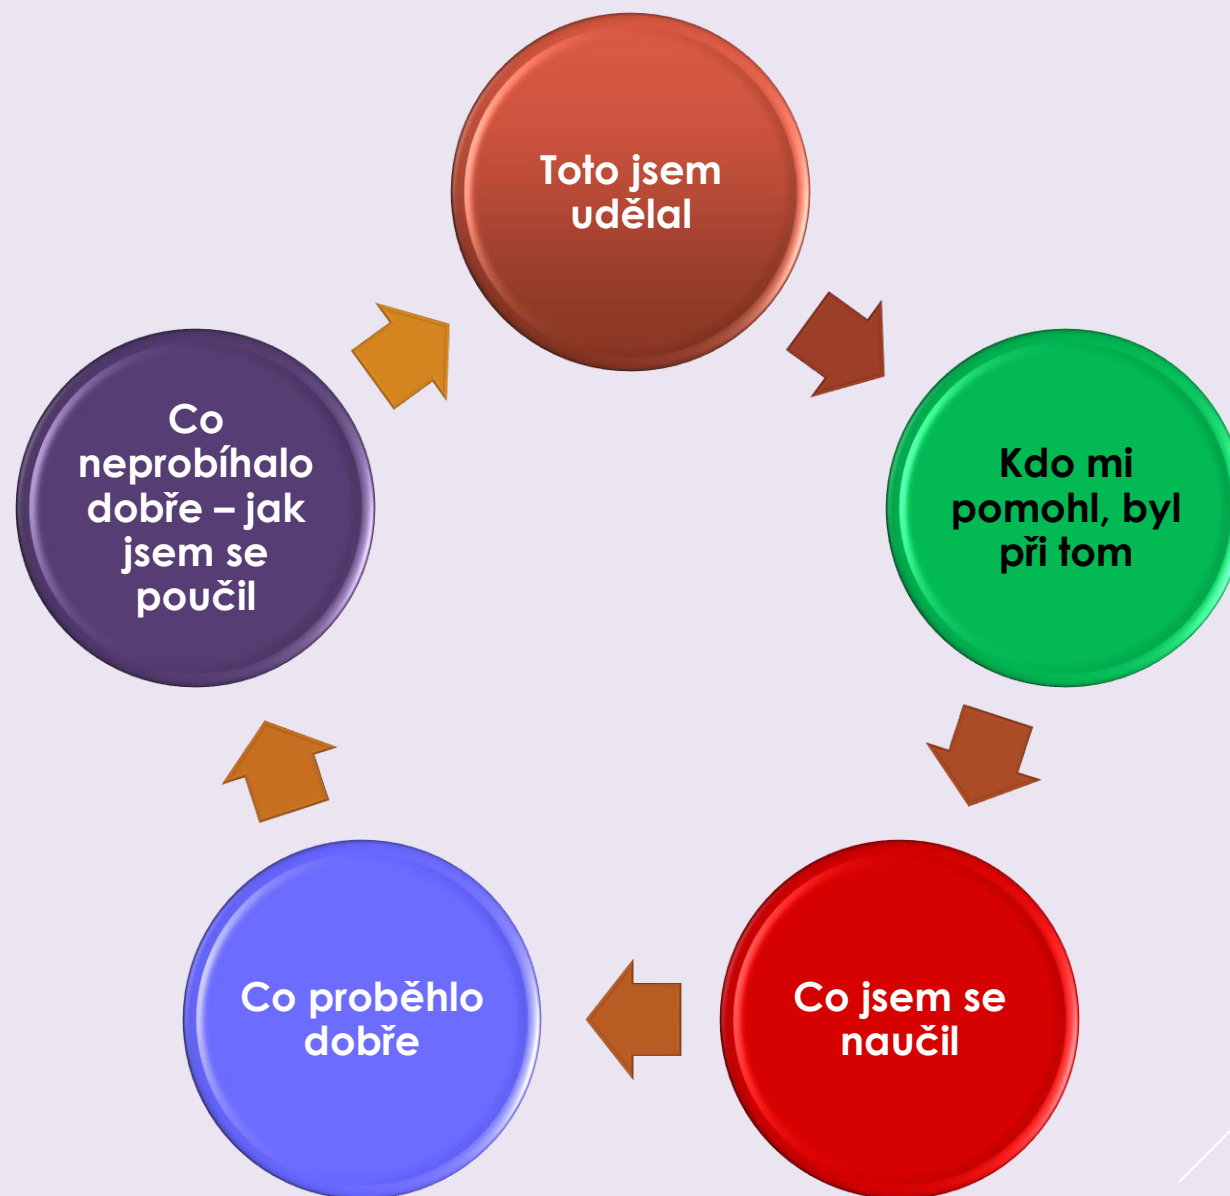 Toto jsem
udělal
Kdo mi
pomohl, byl
při tom
Co jsem se
naučil
Co proběhlo
dobře
Co
neprobíhalo
dobře – jak
jsem se
poučil